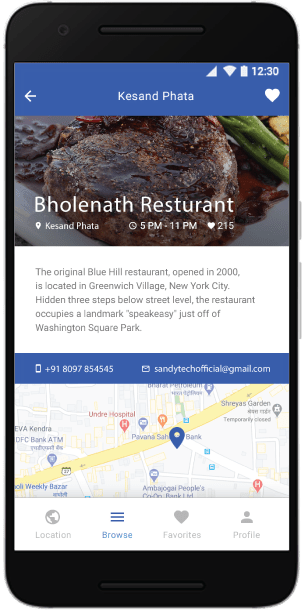 12:30
Kesand Phata
Bholenath Resturant
Kesand Phata 5 PM - 11 PM 215
The original Blue Hill restaurant, opened in 2000,
is located in Greenwich Village, New York City.
Hidden three steps below street level, the restaurant
occupies a landmark "speakeasy" just off of
Washington Square Park.
+91 8097 854545 sandytechofficial@gmail.com
Bharat Petroleum
Shreyas Garden
Temporarily closed
Undre Hospital
EVA Kendra
DFC Bank ATM
Pavana Sahakari Bank
oli Weekly Bazar
Ambajogai People's
Co-Op. Bank Ltd
Location Browse Favorites Profile